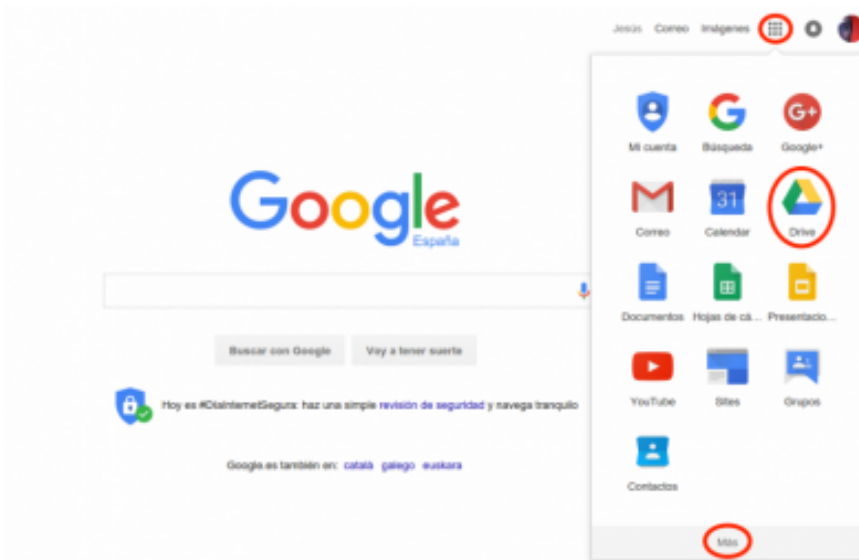 Jesús Correo Imágenes
Mi cuenta Búsqueda Google+
G+
Correo Calendar Drive
31
Documentos Hojas de cá... Presentacio...
YouTube Sites Grupos
Contactos
Más
Google
España
Buscar con Google Voy a tener suerte
Hoy es #DiaInternetSegura: haz una simple revisión de seguridad y navega tranquilo
Google.es también en: català galego euskara